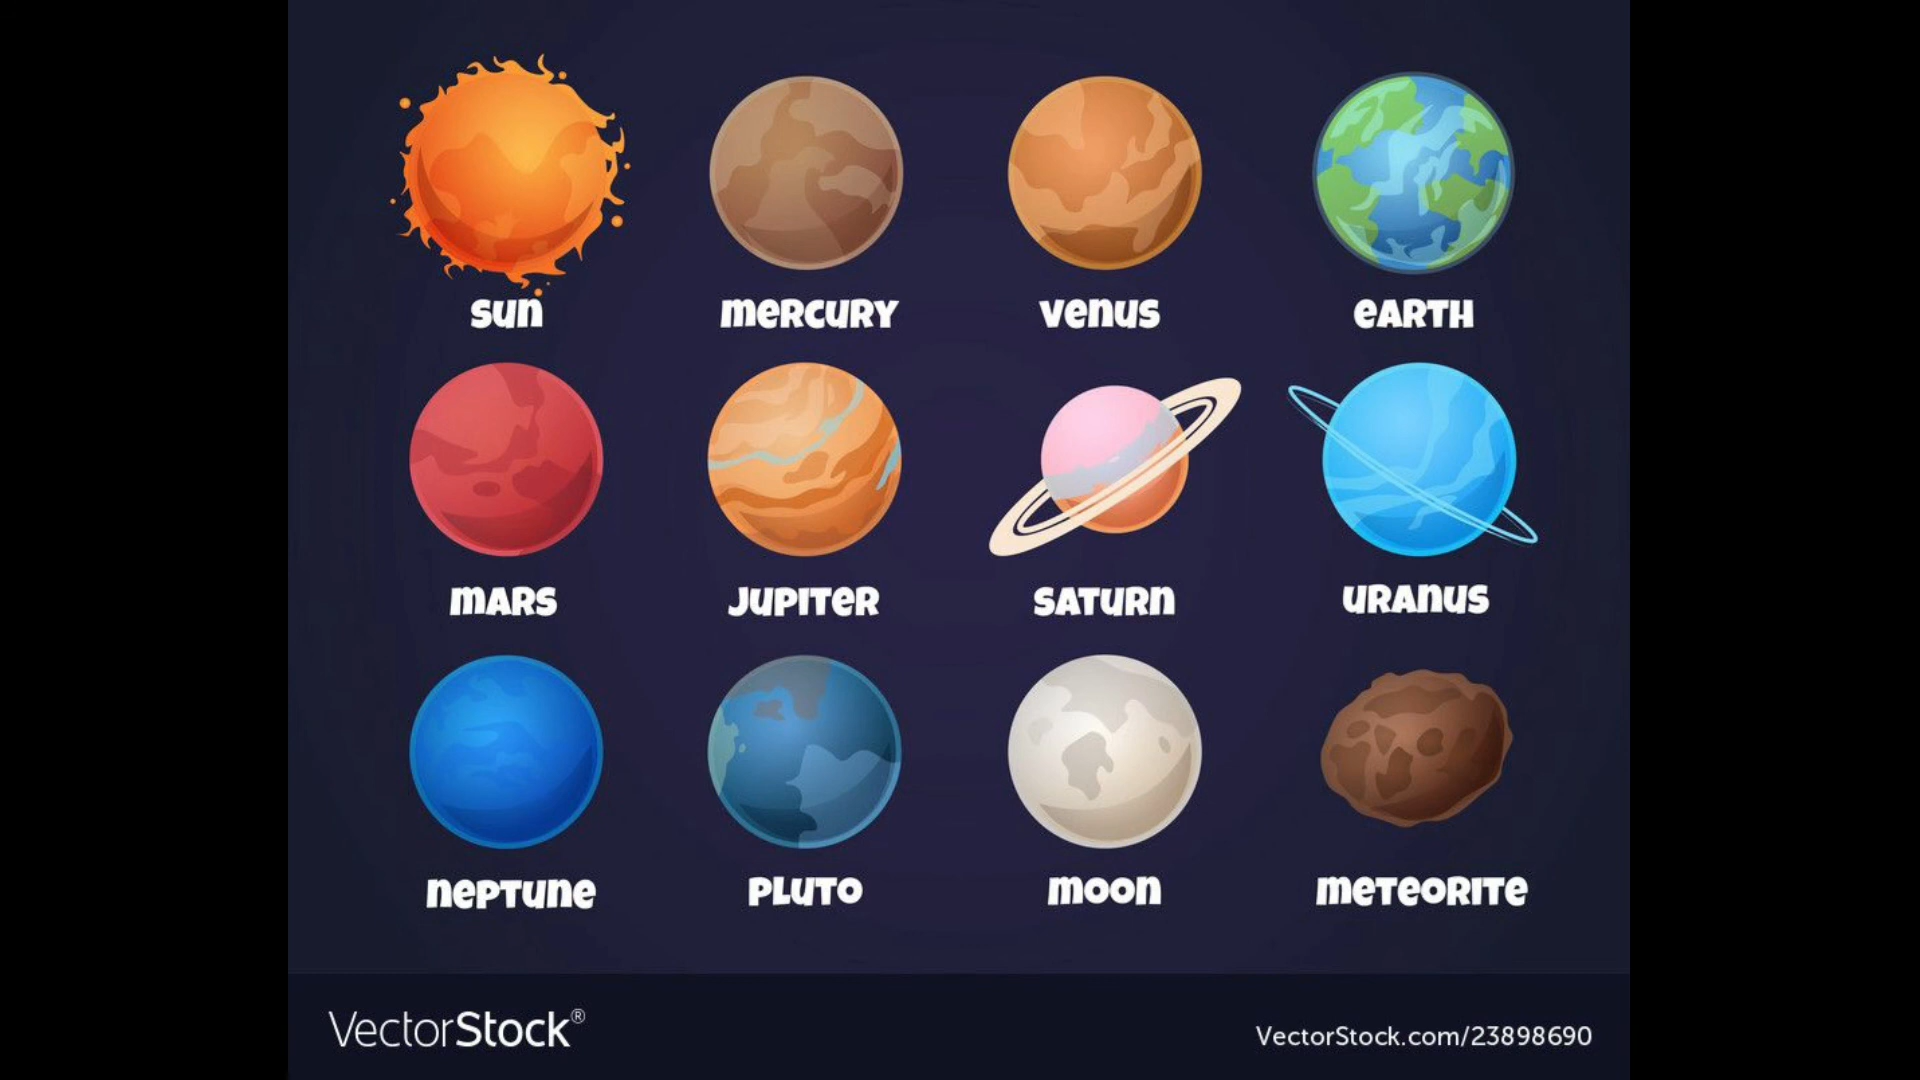 sun
mercury
venus
earth
mars
jupiter
saturn
uranus
neptune
pluto
moon
meteorite
VectorStock®
VectorStock.com/23898690